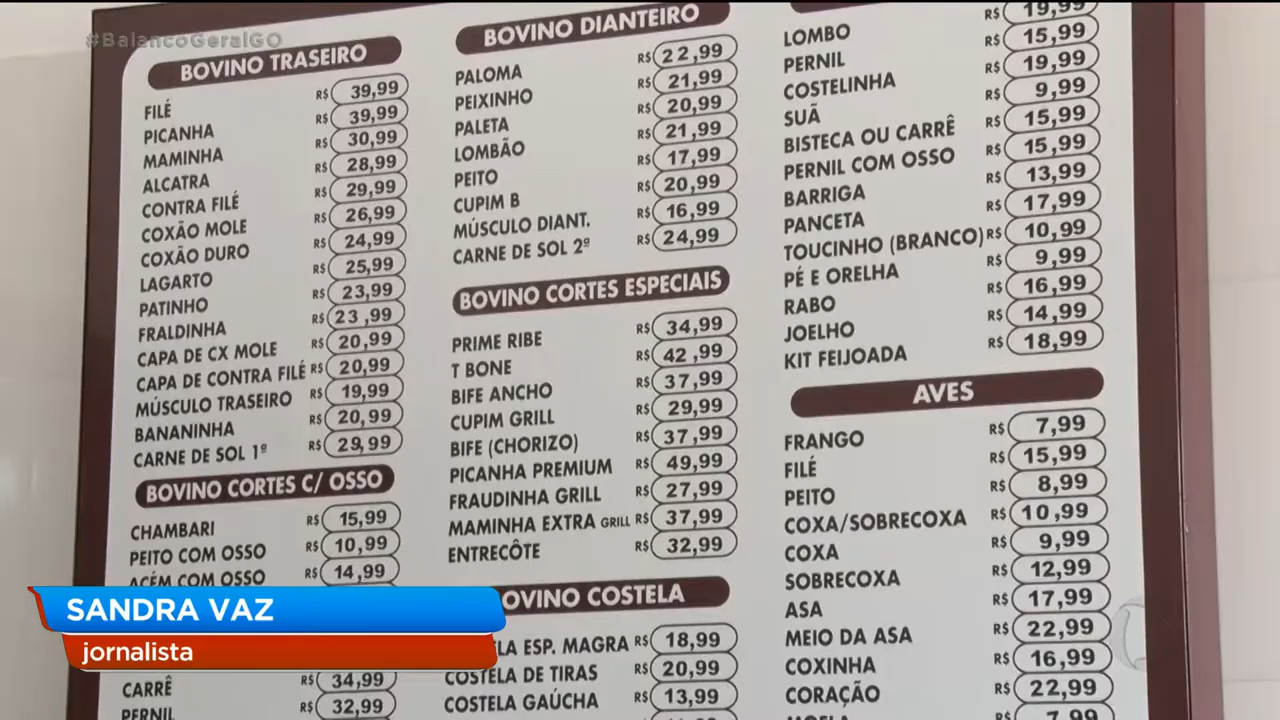 #BalancoGeralGO
BOVINO TRASEIRO
FILÉ R$ 39,99
PICANHA R$ 39,99
MAMINHA R$ 30,99
ALCATRA R$ 28,99
CONTRA FILÉ R$ 29,99
COXÃO MOLE R$ 26,99
COXÃO DURO R$ 24,99
LAGARTO R$ 25,99
PATINHO R$ 23,99
FRALDINHA R$ 23,99
CAPA DE CX MOLE R$ 20,99
CAPA DE CONTRA FILÉ R$ 20,99
MÚSCULO TRASEIRO R$ 19,99
BANANINHA R$ 20,99
CARNE DE SOL 1ª R$ 29,99
BOVINO CORTES C/ OSSO
CHAMBARI R$ 15,99
PEITO COM OSSO R$ 10,99
ACÉM COM OSSO R$ 14,99
CARRÊ R$ 34,99
PERNIL R$ 32,99
BOVINO DIANTEIRO
PALOMA R$ 22,99
PEIXINHO R$ 21,99
PALETA R$ 20,99
LOMBÃO R$ 21,99
PEITO R$ 17,99
CUPIM B R$ 20,99
MÚSCULO DIANT. R$ 16,99
CARNE DE SOL 2ª R$ 24,99
BOVINO CORTES ESPECIAIS
PRIME RIBE R$ 34,99
T BONE R$ 42,99
BIFE ANCHO R$ 37,99
CUPIM GRILL R$ 29,99
BIFE (CHORIZO) R$ 37,99
PICANHA PREMIUM R$ 49,99
FRAUDINHA GRILL R$ 27,99
MAMINHA EXTRA GRILL R$ 37,99
ENTRECÔTE R$ 32,99
OVINO COSTELA
LA ESP. MAGRA R$ 18,99
COSTELA DE TIRAS R$ 20,99
COSTELA GAÚCHA R$ 13,99
LOMBO R$ 19,99
PERNIL R$ 15,99
COSTELINHA R$ 19,99
SUÃ R$ 9,99
BISTECA OU CARRÊ R$ 15,99
PERNIL COM OSSO R$ 15,99
BARRIGA R$ 13,99
PANCETA R$ 17,99
TOUCINHO (BRANCO) R$ 10,99
PÉ E ORELHA R$ 9,99
RABO R$ 16,99
JOELHO R$ 14,99
KIT FEIJOADA R$ 18,99
AVES
FRANGO R$ 7,99
FILÉ R$ 15,99
PEITO R$ 8,99
COXA/SOBRECOXA R$ 10,99
COXA R$ 9,99
SOBRECOXA R$ 12,99
ASA R$ 17,99
MEIO DA ASA R$ 22,99
COXINHA R$ 16,99
CORAÇÃO R$ 22,99
MOELA 7,99
SANDRA VAZ
jornalista